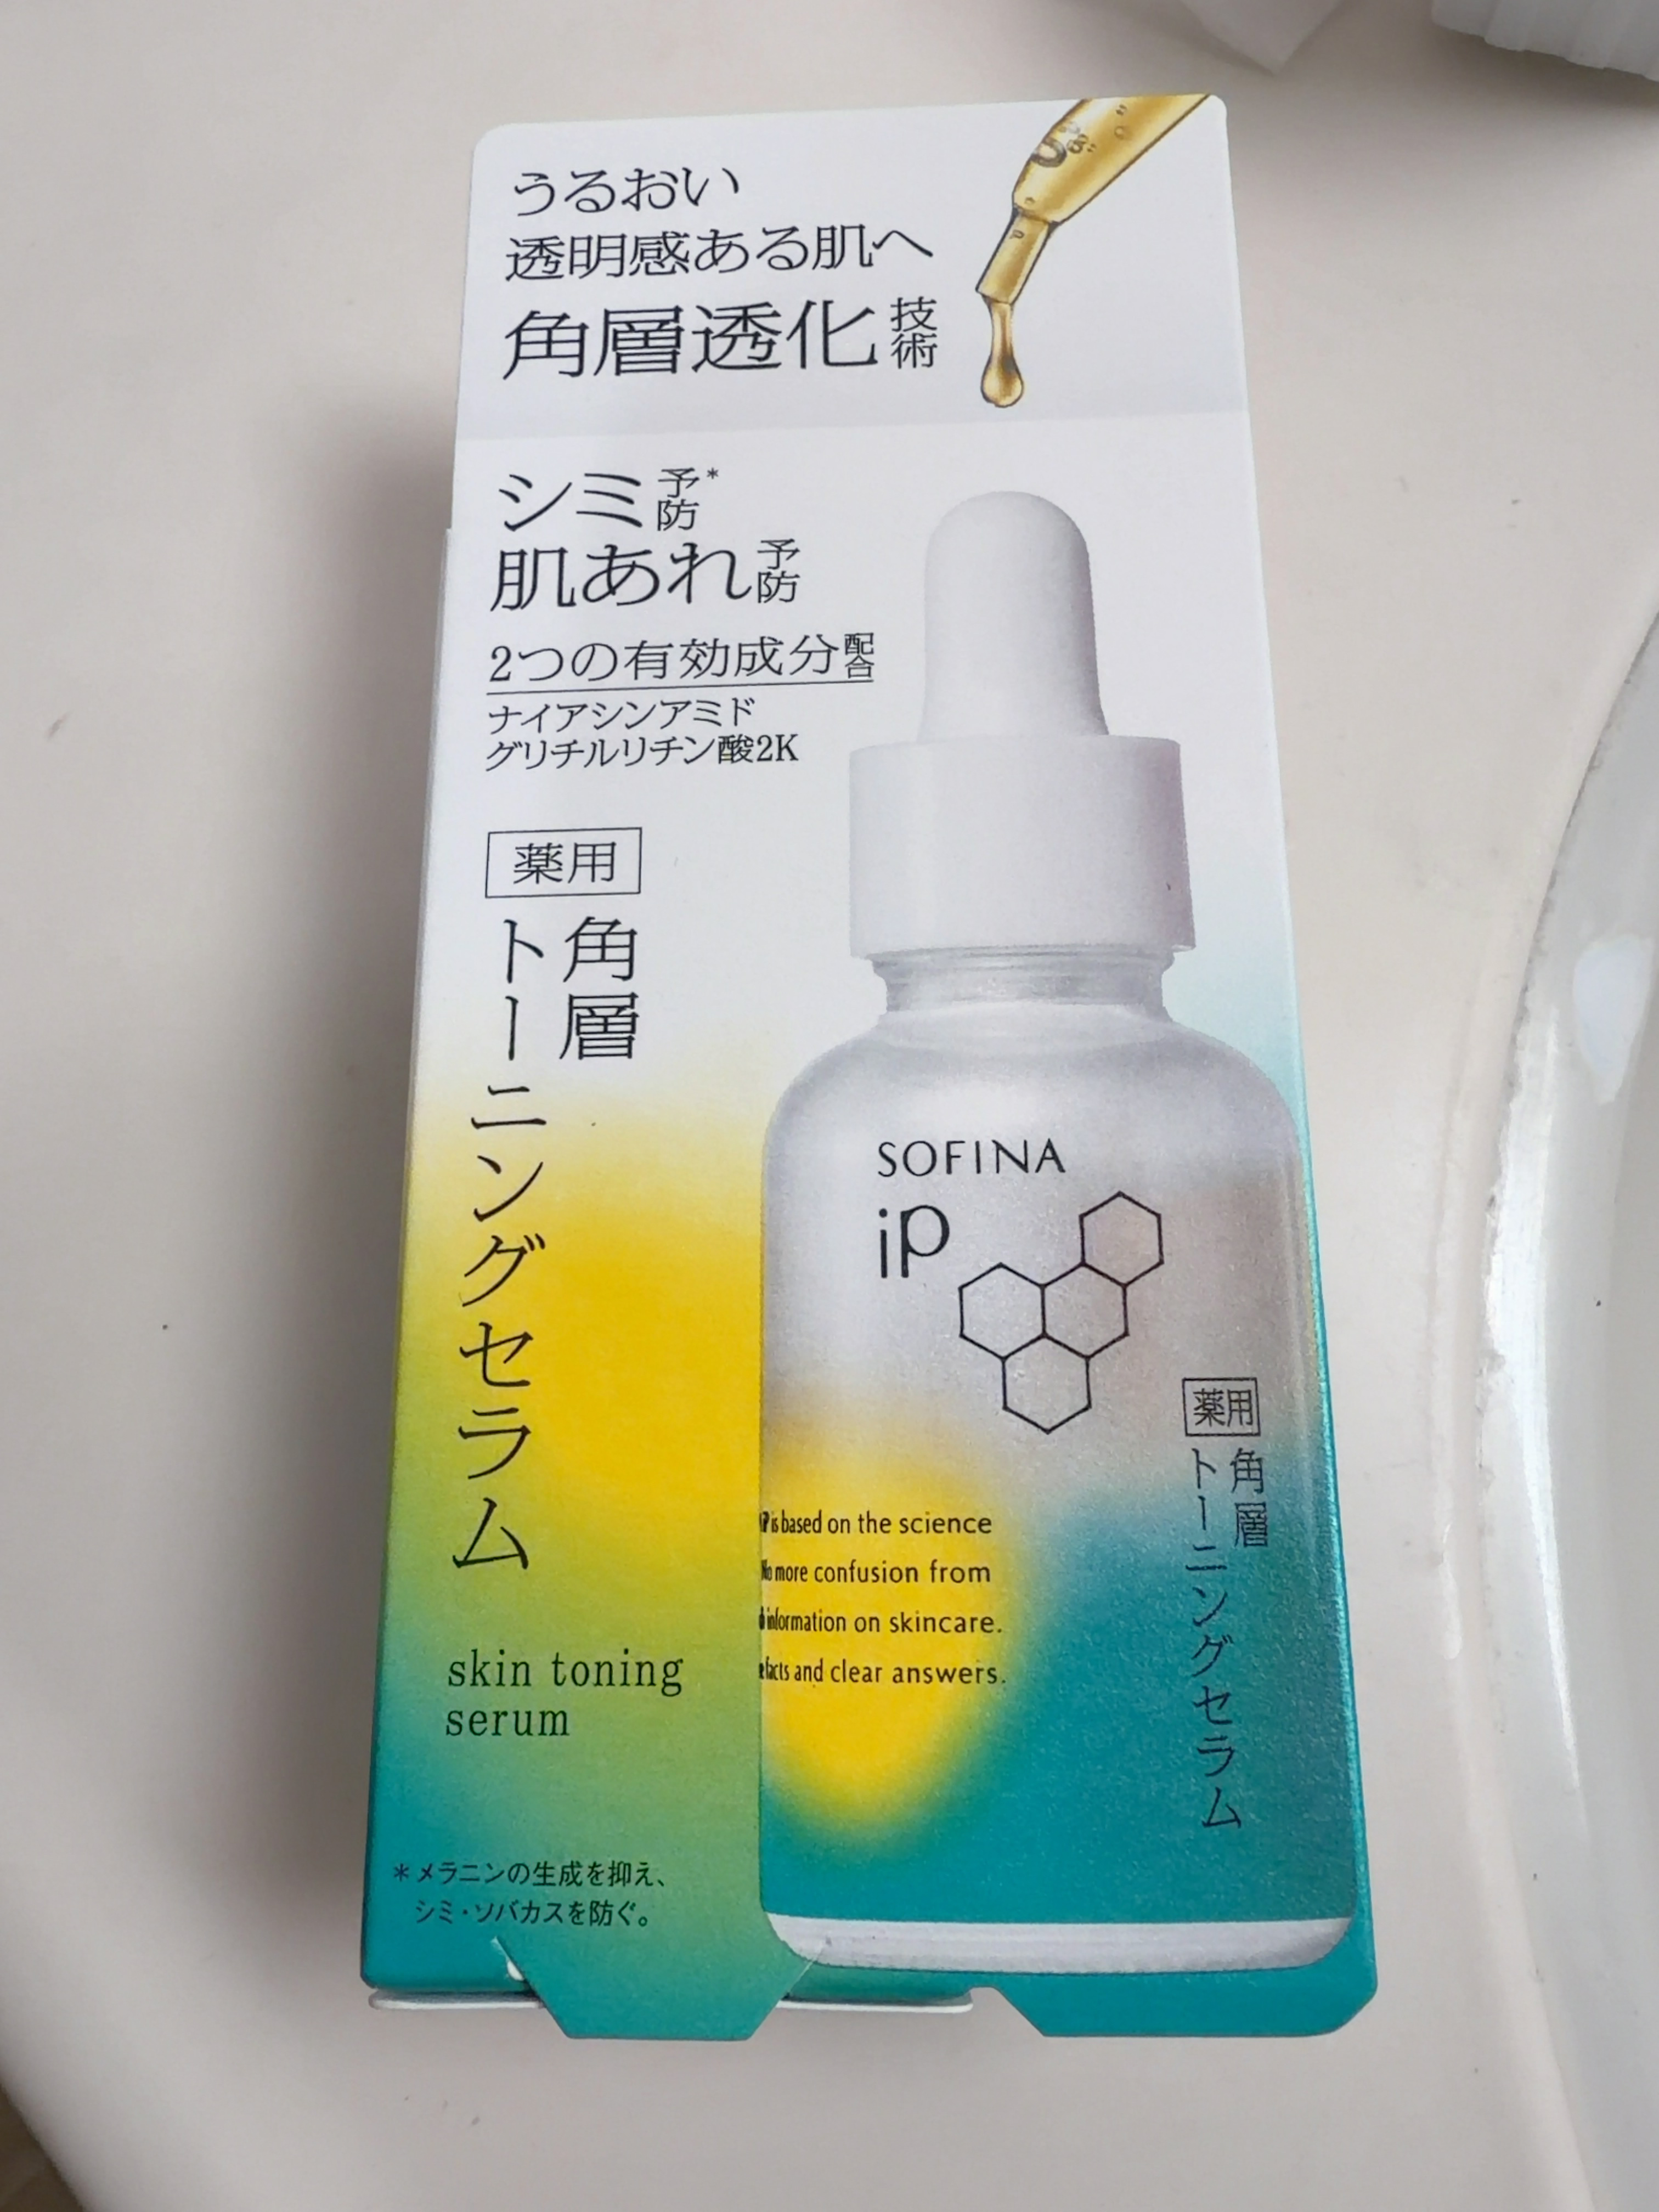 うるおい
透明感ある肌へ
角層透化技術
シミ予防*
肌あれ予防
2つの有効成分配合
ナイアシンアミド
グリチルリチン酸2K
薬用
角層
トーニングセラム
skin toning
serum
*メラニンの生成を抑え、
シミ・ソバカスを防ぐ。
SOFINA
iP
is based on the science
No more confusion from
information on skincare.
facts and clear answers.
薬用
角層
トーニングセラム